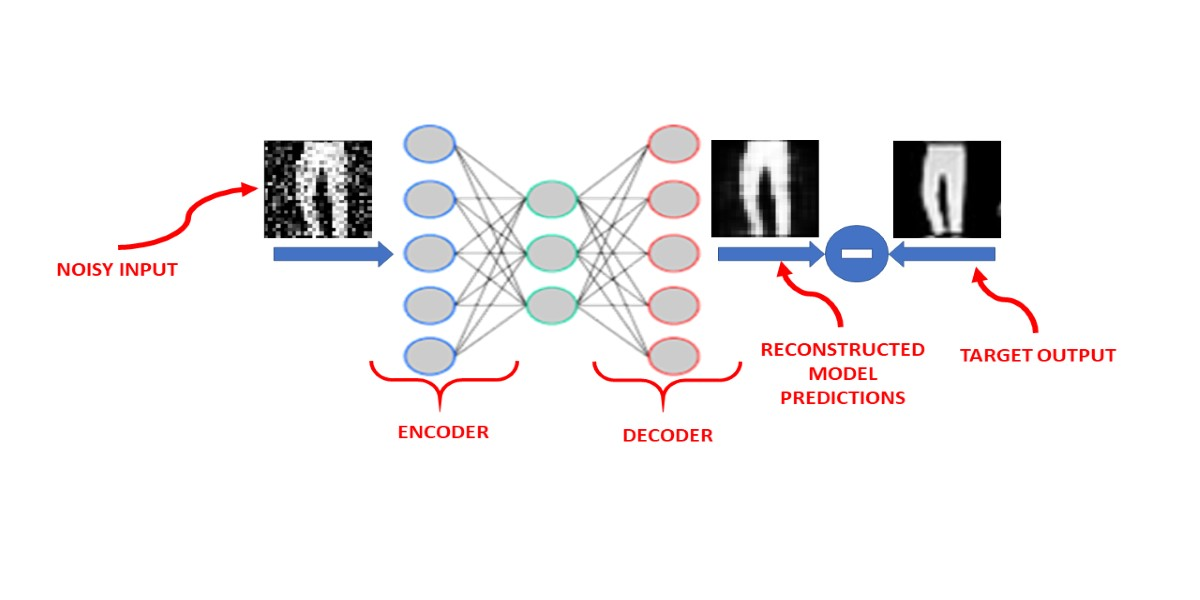 NOISY INPUT
ENCODER
DECODER
RECONSTRUCTED
MODEL
PREDICTIONS
TARGET OUTPUT